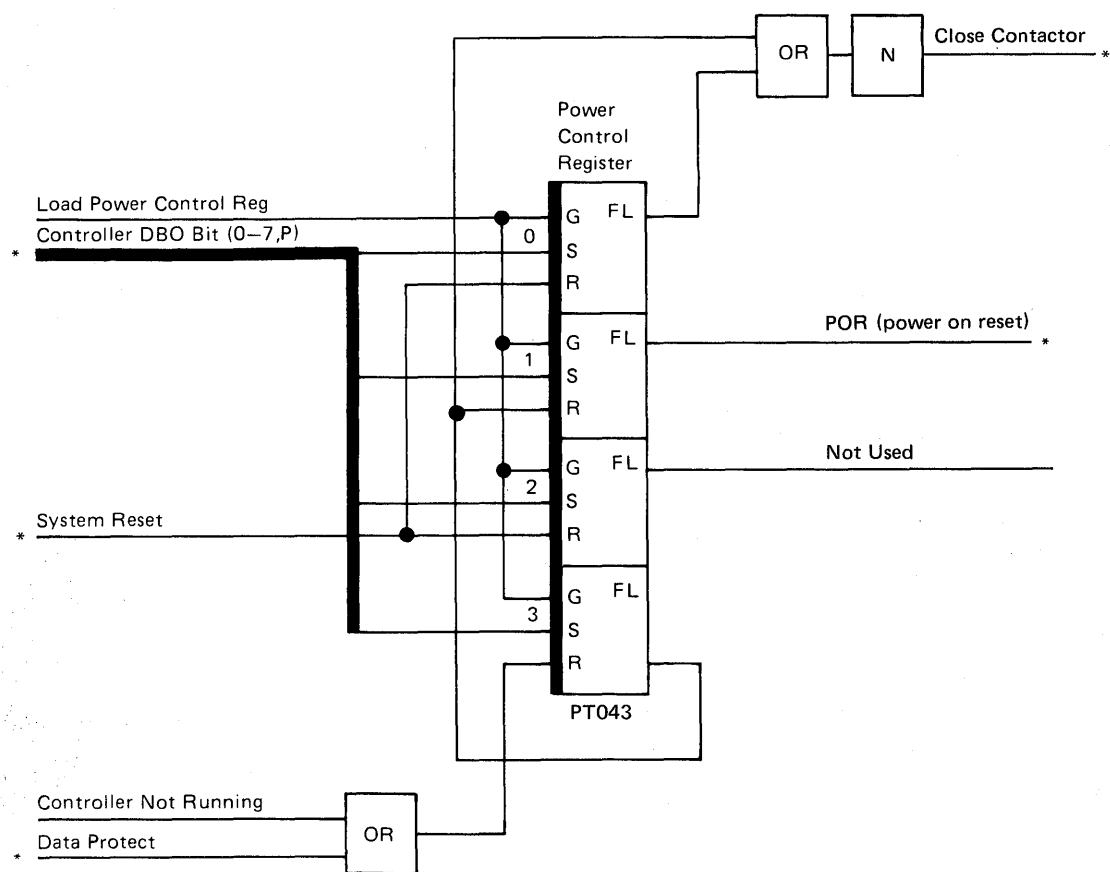 Close Contactor
*
OR
N
Power
Control
Register
Load Power Control Reg
G FL
0
Controller DBO Bit (0–7,P)
*
S
R
POR (power on reset)
*
G FL
1
S
R
Not Used
G FL
2
S
System Reset
*
R
G FL
3
S
R
PT043
Controller Not Running
OR
Data Protect
*